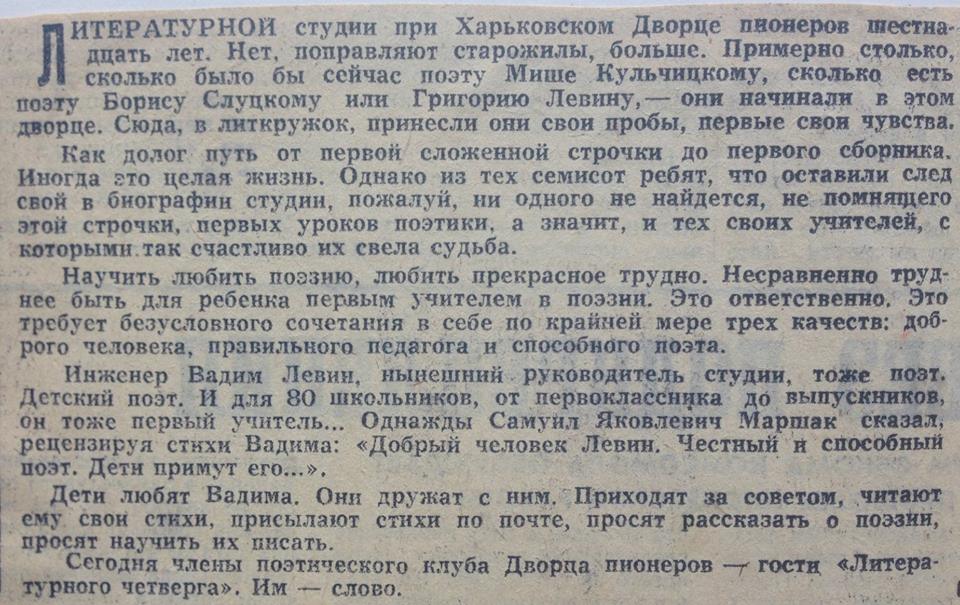 ЛИТЕРАТУРНОЙ студии при Харьковском Дворце пионеров шестна-
дцать лет. Нет, поправляют старожилы, больше. Примерно столько,
сколько было бы сейчас поэту Мише Кульчицкому, сколько есть
поэту Борису Слуцкому или Григорию Левину,— они начинали в этом
дворце. Сюда, в литкружок, принесли они свои пробы, первые свои чувства.
Как долог путь от первой сложенной строчки до первого сборника.
Иногда это целая жизнь. Однако из тех семисот ребят, что оставили след
свой в биографии студии, пожалуй, ни одного не найдется, не помнящего
этой строчки, первых уроков поэтики, а значит, и тех своих учителей, с
которыми так счастливо их свела судьба.
Научить любить поэзию, любить прекрасное трудно. Несравненно труд-
нее быть для ребенка первым учителем в поэзии. Это ответственно. Это
требует безусловного сочетания в себе по крайней мере трех качеств: доб-
рого человека, правильного педагога и способного поэта.
Инженер Вадим Левин, нынешний руководитель студии, тоже поэт.
Детский поэт. И для 80 школьников, от первоклассника до выпускников,
он тоже первый учитель... Однажды Самуил Яковлевич Маршак сказал,
рецензируя стихи Вадима: «Добрый человек Левин. Честный и способный
поэт. Дети примут его...».
Дети любят Вадима. Они дружат с ним. Приходят за советом, читают
ему свои стихи, присылают стихи по почте, просят рассказать о поэзии,
просят научить их писать.
Сегодня члены поэтического клуба Дворца пионеров — гости «Литера-
турного четверга». Им — слово.